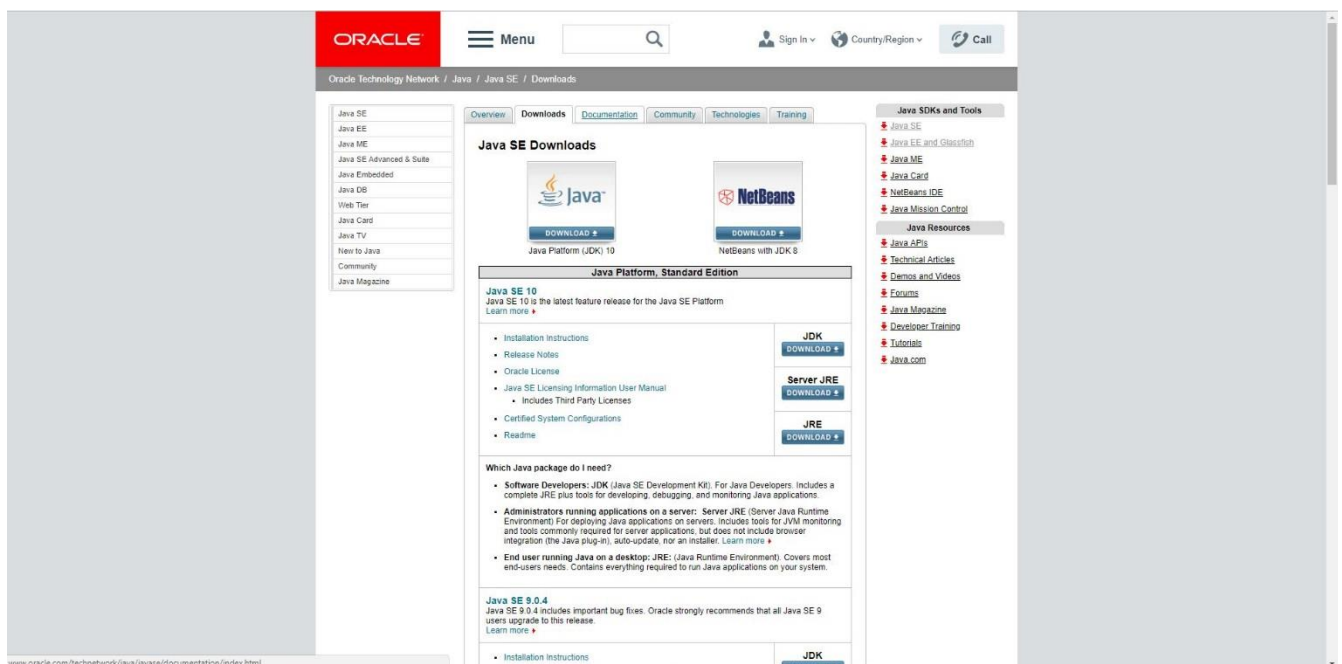 ORACLE
Menu
Sign In
Country/Region
Call
Oracle Technology Network / Java / Java SE / Downloads
Java SE
Java EE
Java ME
Java SE Advanced & Suite
Java Embedded
Java DB
Web Tier
Java Card
Java TV
New to Java
Community
Java Magazine
Overview
Downloads
Documentation
Community
Technologies
Training
Java SE Downloads
Java
DOWNLOAD
Java Platform (JDK) 10
NetBeans
DOWNLOAD
NetBeans with JDK 8
Java Platform, Standard Edition
Java SE 10
Java SE 10 is the latest feature release for the Java SE Platform
Learn more
Installation Instructions
Release Notes
Oracle License
Java SE Licensing Information User Manual
Includes Third Party Licenses
Certified System Configurations
Readme
JDK
DOWNLOAD
Server JRE
DOWNLOAD
JRE
DOWNLOAD
Which Java package do I need?
Software Developers: JDK (Java SE Development Kit). For Java Developers. Includes a
complete JRE plus tools for developing, debugging, and monitoring Java applications.
Administrators running applications on a server: Server JRE (Server Java Runtime
Environment) For deploying Java applications on servers. Includes tools for JVM monitoring
and tools commonly required for server applications, but does not include browser
integration (the Java plug-in), auto-update, nor an installer. Learn more
End user running Java on a desktop: JRE: (Java Runtime Environment). Covers most
end-users needs. Contains everything required to run Java applications on your system.
Java SE 9.0.4
Java SE 9.0.4 includes important bug fixes. Oracle strongly recommends that all Java SE 9
users upgrade to this release.
Learn more
Installation Instructions
JDK
Java SDKs and Tools
Java SE
Java EE and Glassfish
Java ME
Java Card
NetBeans IDE
Java Mission Control
Java Resources
Java APIs
Technical Articles
Demos and Videos
Forums
Java Magazine
Developer Training
Tutorials
Java.com
www.oracle.com/technetwork/java/javase/documentation/index.html